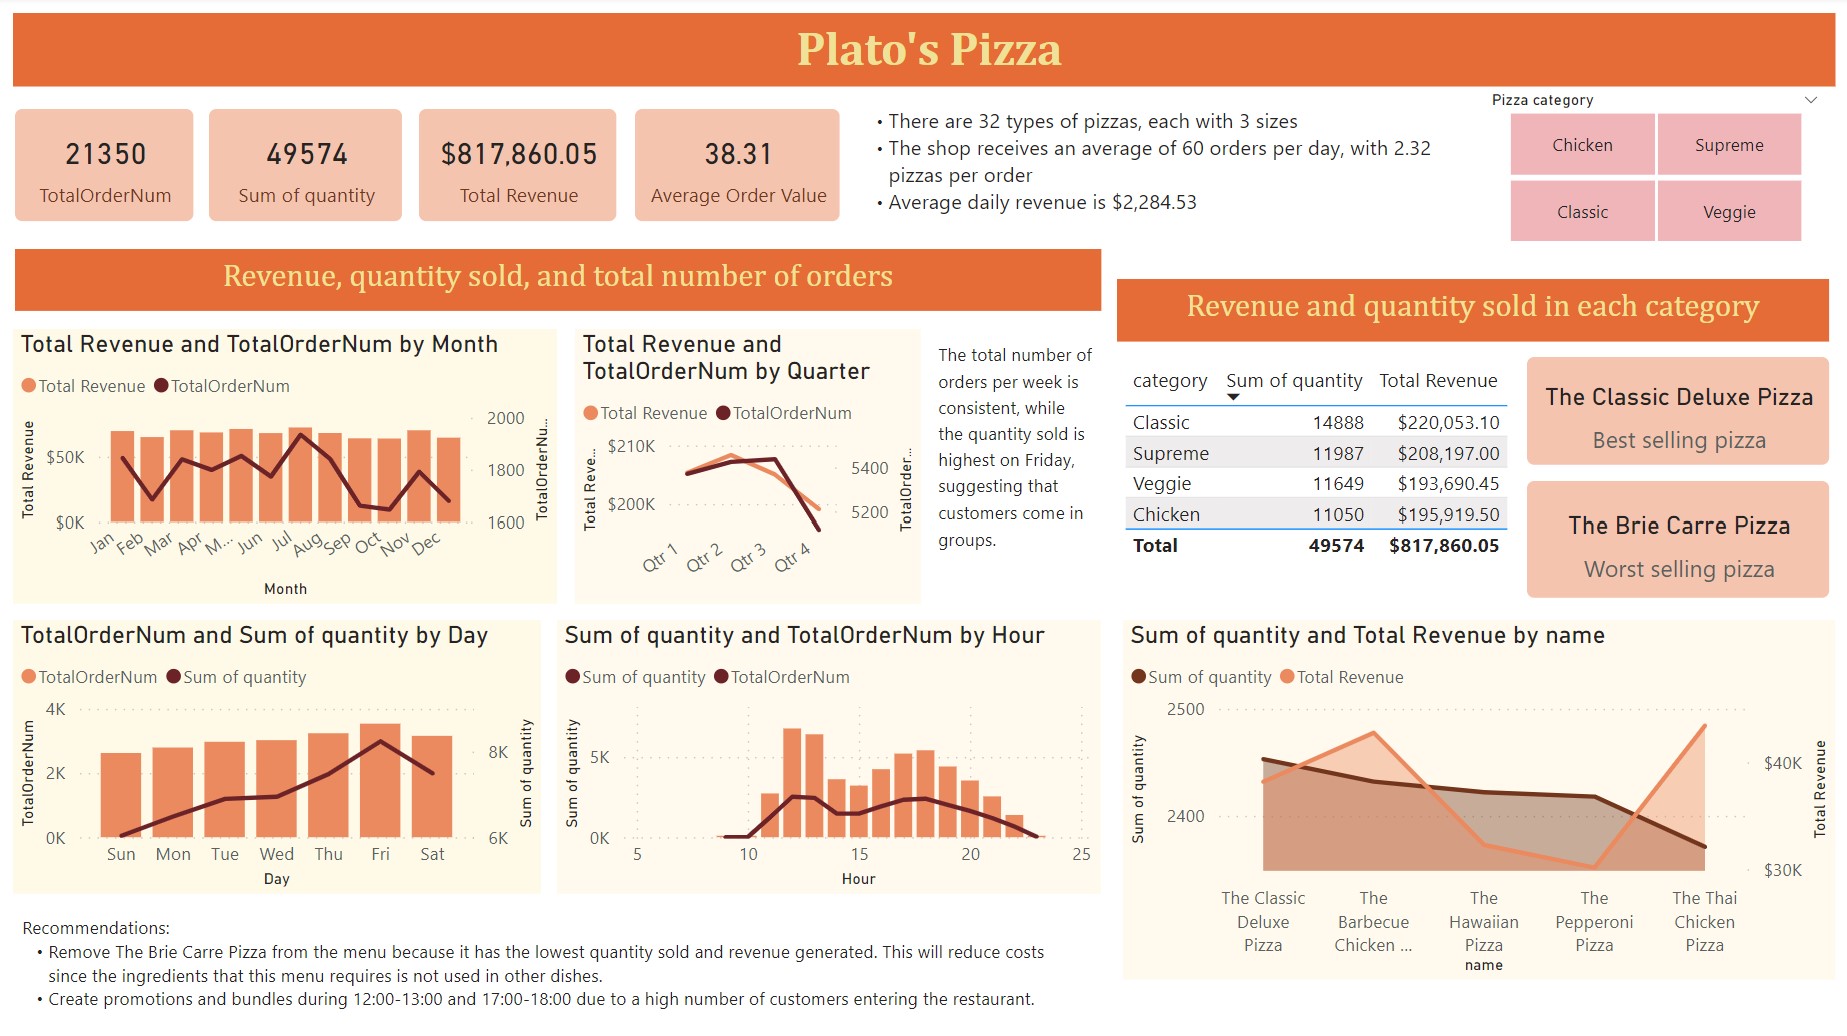 Plato's Pizza
21350
TotalOrderNum
49574
Sum of quantity
$817,860.05
Total Revenue
38.31
Average Order Value
• There are 32 types of pizzas, each with 3 sizes
• The shop receives an average of 60 orders per day, with 2.32
pizzas per order
• Average daily revenue is $2,284.53
Pizza category
Chicken
Supreme
Classic
Veggie
Revenue, quantity sold, and total number of orders
Total Revenue and TotalOrderNum by Month
Total Revenue TotalOrderNum
Total Revenue
$50K
$0K
2000
1800
1600
TotalOrderNu...
Jan Feb Mar Apr M... Jun Jul Aug Sep Oct Nov Dec
Month
Total Revenue and
TotalOrderNum by Quarter
Total Revenue TotalOrderNum
Total Reve...
$210K
$200K
5400
5200
TotalOrder...
Qtr 1 Qtr 2 Qtr 3 Qtr 4
The total number of
orders per week is
consistent, while
the quantity sold is
highest on Friday,
suggesting that
customers come in
groups.
Revenue and quantity sold in each category
category Sum of quantity Total Revenue
Classic 14888 $220,053.10
Supreme 11987 $208,197.00
Veggie 11649 $193,690.45
Chicken 11050 $195,919.50
Total 49574 $817,860.05
The Classic Deluxe Pizza
Best selling pizza
The Brie Carre Pizza
Worst selling pizza
TotalOrderNum and Sum of quantity by Day
TotalOrderNum Sum of quantity
TotalOrderNum
4K
2K
0K
8K
6K
Sum of quantity
Sun Mon Tue Wed Thu Fri Sat
Day
Sum of quantity and TotalOrderNum by Hour
Sum of quantity TotalOrderNum
Sum of quantity
5K
0K
5 10 15 20 25
Hour
Sum of quantity and Total Revenue by name
Sum of quantity Total Revenue
Sum of quantity
2500
2400
$40K
$30K
Total Revenue
The Classic
Deluxe
Pizza
The
Barbecue
Chicken ...
The
Hawaiian
Pizza
The
Pepperoni
Pizza
The Thai
Chicken
Pizza
name
Recommendations:
• Remove The Brie Carre Pizza from the menu because it has the lowest quantity sold and revenue generated. This will reduce costs
since the ingredients that this menu requires is not used in other dishes.
• Create promotions and bundles during 12:00-13:00 and 17:00-18:00 due to a high number of customers entering the restaurant.